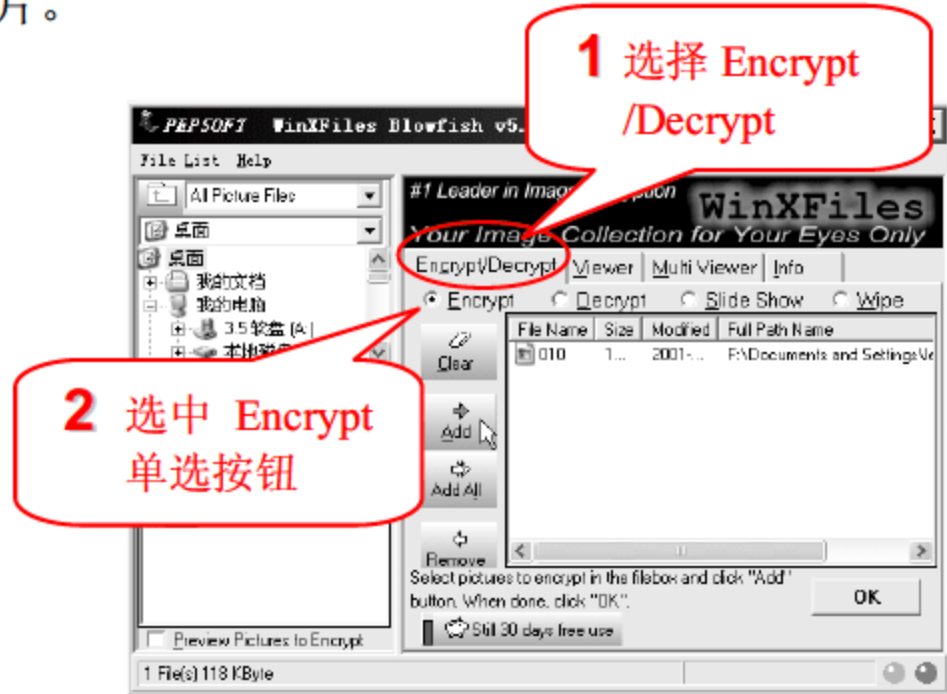 片。
1 选择 Encrypt
/Decrypt
PEPSOFT WinXFiles Blowfish v5.
File List Help
All Picture Files
#1 Leader in
WinXFiles
Your Image Collection for Your Eyes Only
桌面
桌面
我的文档
我的电脑
3.5 软盘 (A:)
Encrypt/Decrypt Viewer Multi Viewer Info
Encrypt Decrypt Slide Show Wipe
File Name Size Modified Full Path Name
010 1... 2001-... F:\Documents and Settings\
Clear
Add
Add All
Remove
2 选中 Encrypt
单选按钮
Select pictures to encrypt in the filebox and click "Add"
button. When done, click "OK".
OK
Still 30 days free use
Preview Pictures to Encrypt
1 File(s) 118 KByte